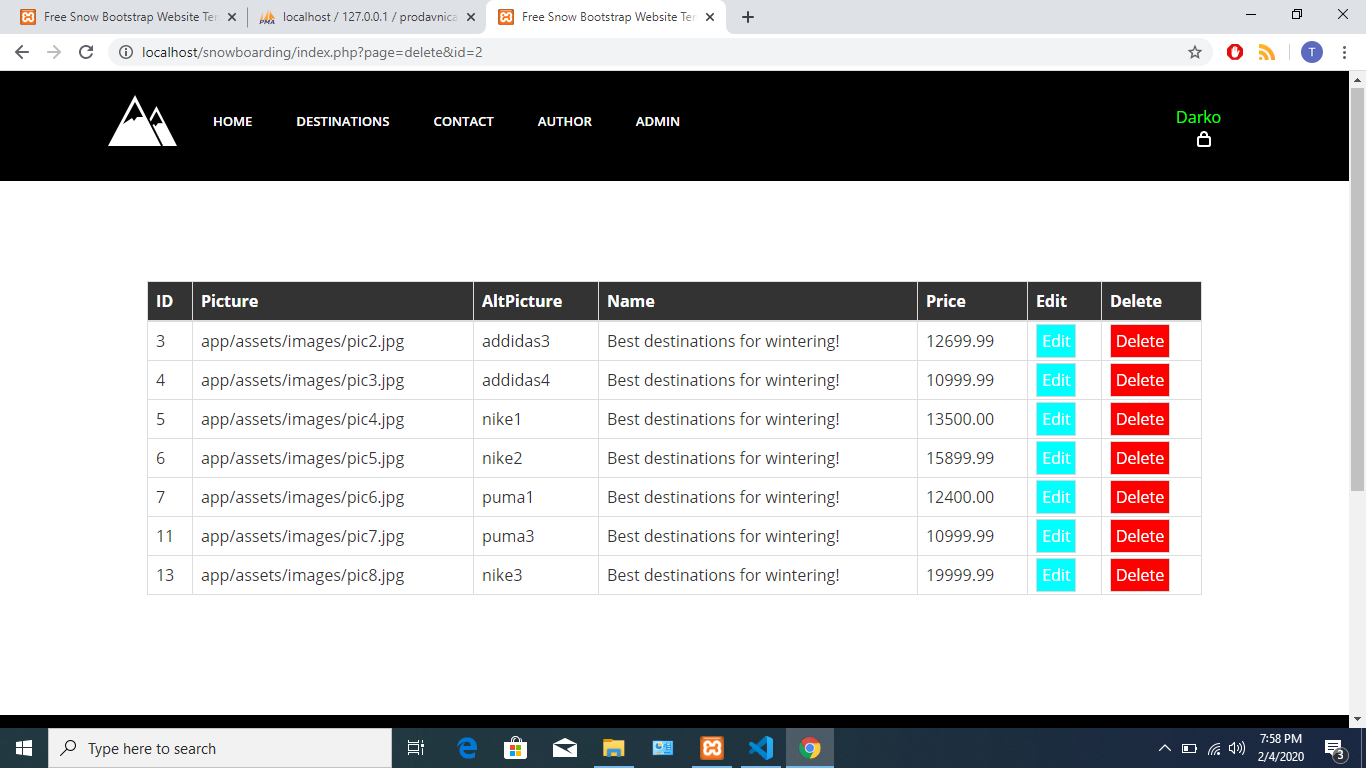 Free Snow Bootstrap Website Ter
localhost / 127.0.0.1 / prodavnica
Free Snow Bootstrap Website Ter
localhost/snowboarding/index.php?page=delete&id=2
T
HOME DESTINATIONS CONTACT AUTHOR ADMIN
Darko
ID Picture AltPicture Name Price Edit Delete
3 app/assets/images/pic2.jpg addidas3 Best destinations for wintering! 12699.99 Edit Delete
4 app/assets/images/pic3.jpg addidas4 Best destinations for wintering! 10999.99 Edit Delete
5 app/assets/images/pic4.jpg nike1 Best destinations for wintering! 13500.00 Edit Delete
6 app/assets/images/pic5.jpg nike2 Best destinations for wintering! 15899.99 Edit Delete
7 app/assets/images/pic6.jpg puma1 Best destinations for wintering! 12400.00 Edit Delete
11 app/assets/images/pic7.jpg puma3 Best destinations for wintering! 10999.99 Edit Delete
13 app/assets/images/pic8.jpg nike3 Best destinations for wintering! 19999.99 Edit Delete
Type here to search
7:58 PM
2/4/2020
3